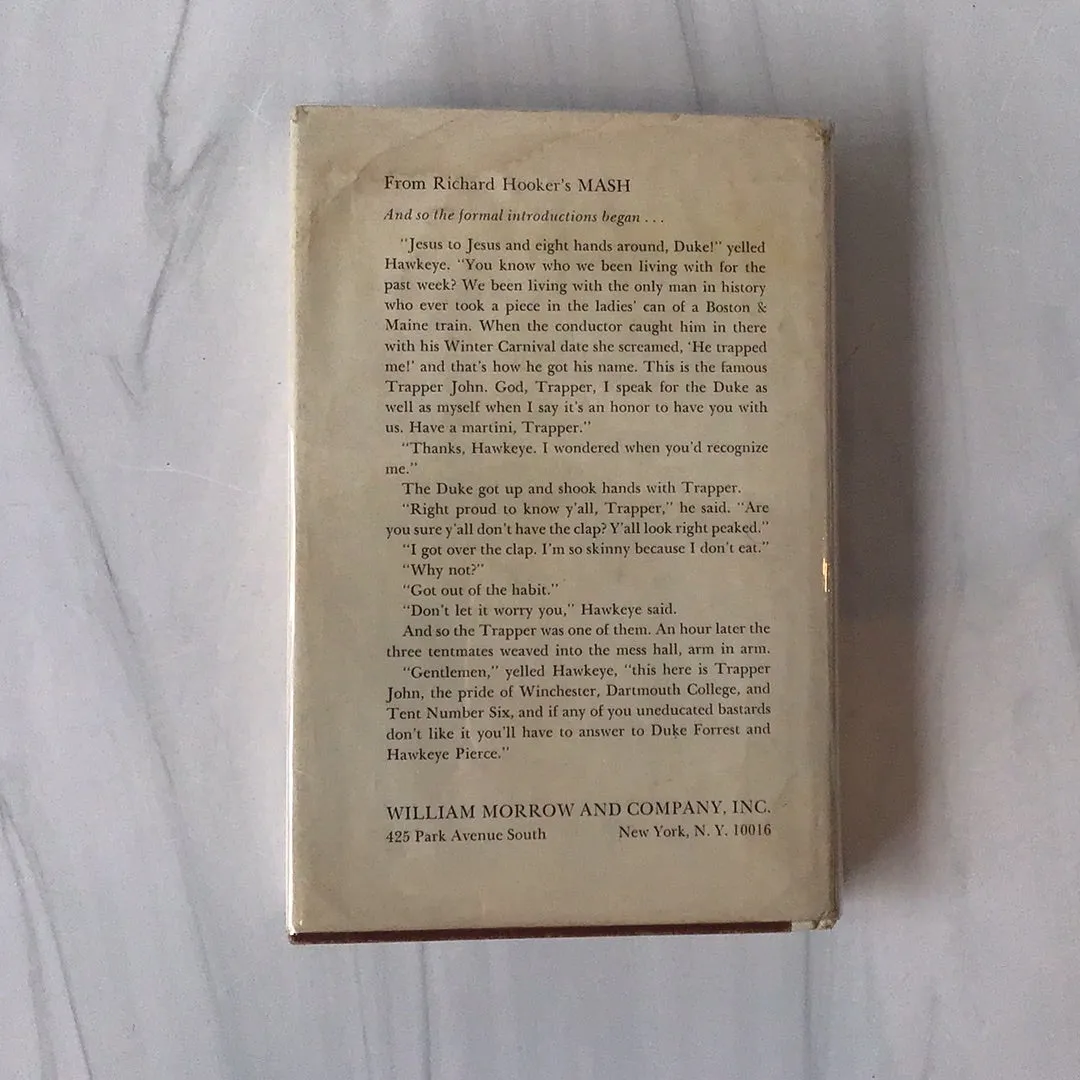 From Richard Hooker's MASH
And so the formal introductions began . . .
"Jesus to Jesus and eight hands around, Duke!" yelled
Hawkeye. "You know who we been living with for the
past week? We been living with the only man in history
who ever took a piece in the ladies' can of a Boston &
Maine train. When the conductor caught him in there
with his Winter Carnival date she screamed, 'He trapped
me!' and that's how he got his name. This is the famous
Trapper John. God, Trapper, I speak for the Duke as
well as myself when I say it's an honor to have you with
us. Have a martini, Trapper."
"Thanks, Hawkeye. I wondered when you'd recognize
me."
The Duke got up and shook hands with Trapper.
"Right proud to know y'all, Trapper," he said. "Are
you sure y'all don't have the clap? Y'all look right peaked."
"I got over the clap. I'm so skinny because I don't eat."
"Why not?"
"Got out of the habit."
"Don't let it worry you," Hawkeye said.
And so the Trapper was one of them. An hour later the
three tentmates weaved into the mess hall, arm in arm.
"Gentlemen," yelled Hawkeye, "this here is Trapper
John, the pride of Winchester, Dartmouth College, and
Tent Number Six, and if any of you uneducated bastards
don't like it you'll have to answer to Duke Forrest and
Hawkeye Pierce."
WILLIAM MORROW AND COMPANY, INC.
425 Park Avenue South New York, N. Y. 10016